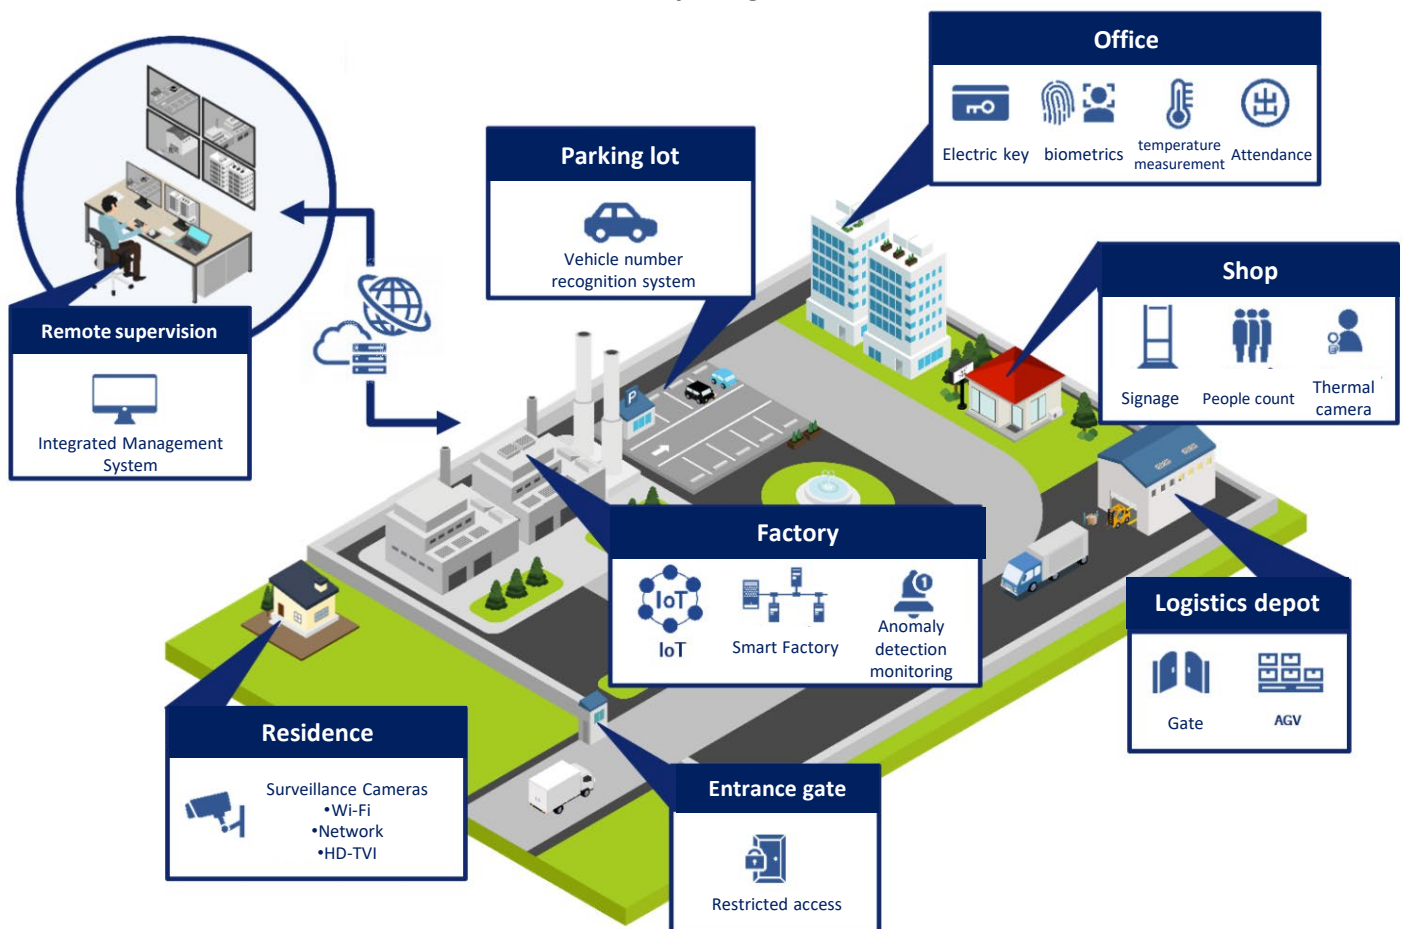 Office
Electric key
biometrics
temperature
measurement
Attendance
出
Parking lot
Vehicle number
recognition system
Shop
Signage
People count
Thermal
camera
Remote supervision
Integrated Management
System
P
Factory
IoT
IoT
Smart Factory
1
Anomaly
detection
monitoring
Logistics depot
Gate
AGV
Residence
Surveillance Cameras
•Wi-Fi
•Network
•HD-TVI
Entrance gate
Restricted access